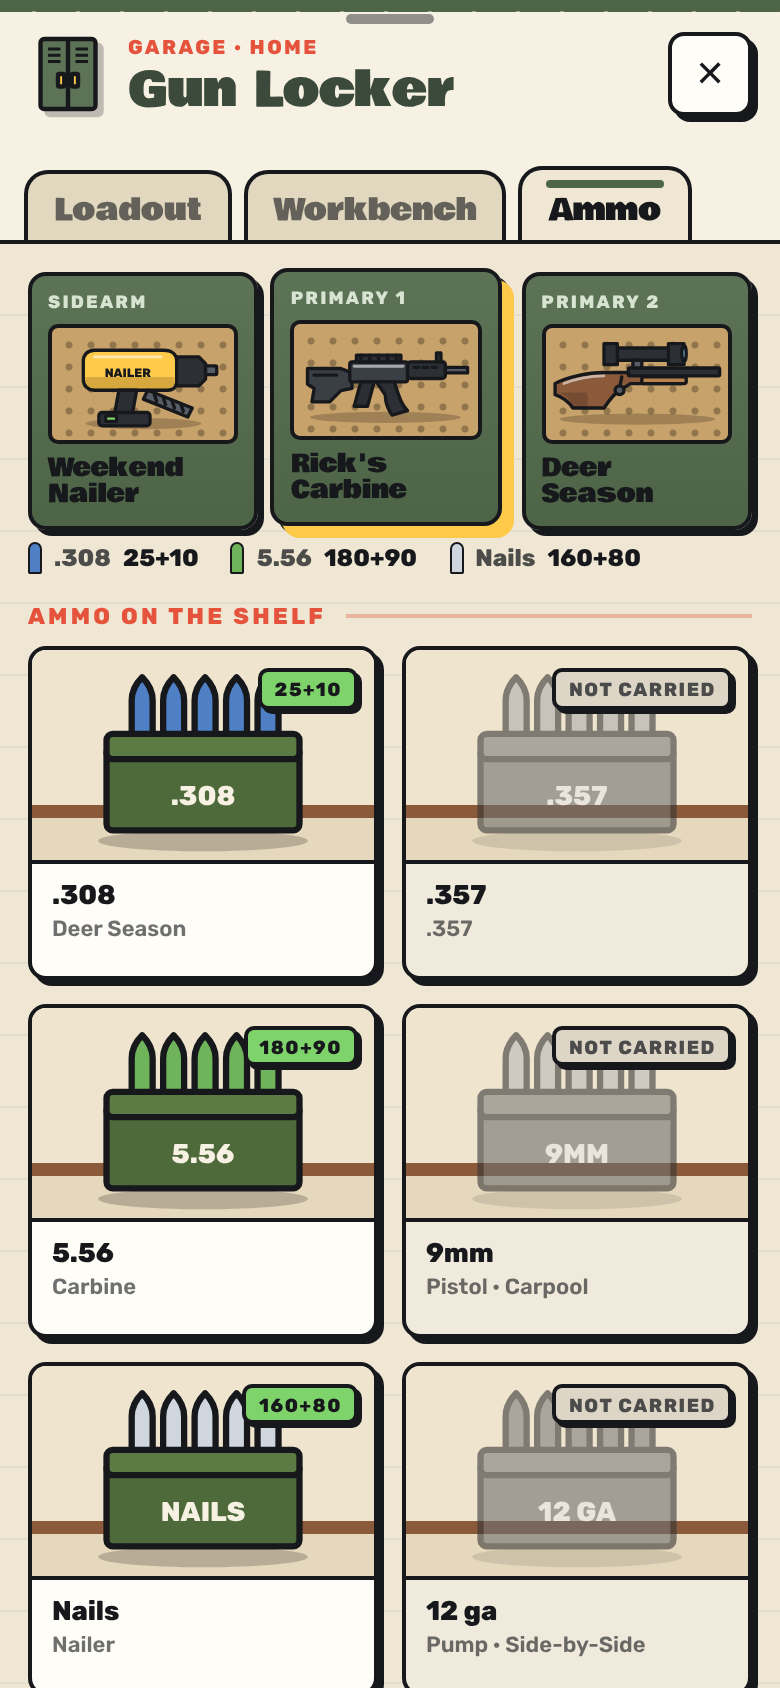 GARAGE · HOME
Gun Locker
×
Loadout
Workbench
Ammo
SIDEARM
NAILER
Weekend
Nailer
PRIMARY 1
Rick's
Carbine
PRIMARY 2
Deer
Season
.308 25+10
5.56 180+90
Nails 160+80
AMMO ON THE SHELF
25+10
.308
.308
Deer Season
NOT CARRIED
.357
.357
.357
180+90
5.56
5.56
Carbine
NOT CARRIED
9MM
9mm
Pistol · Carpool
160+80
NAILS
Nails
Nailer
NOT CARRIED
12 GA
12 ga
Pump · Side-by-Side